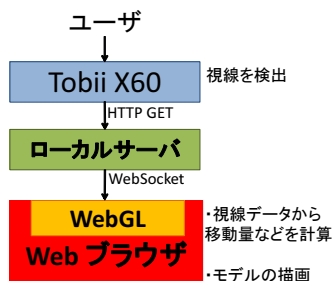 ユーザ
Tobii X60
視線を検出
HTTP GET
ローカルサーバ
WebSocket
WebGL
Web ブラウザ
・視線データから
移動量などを計算
・モデルの描画